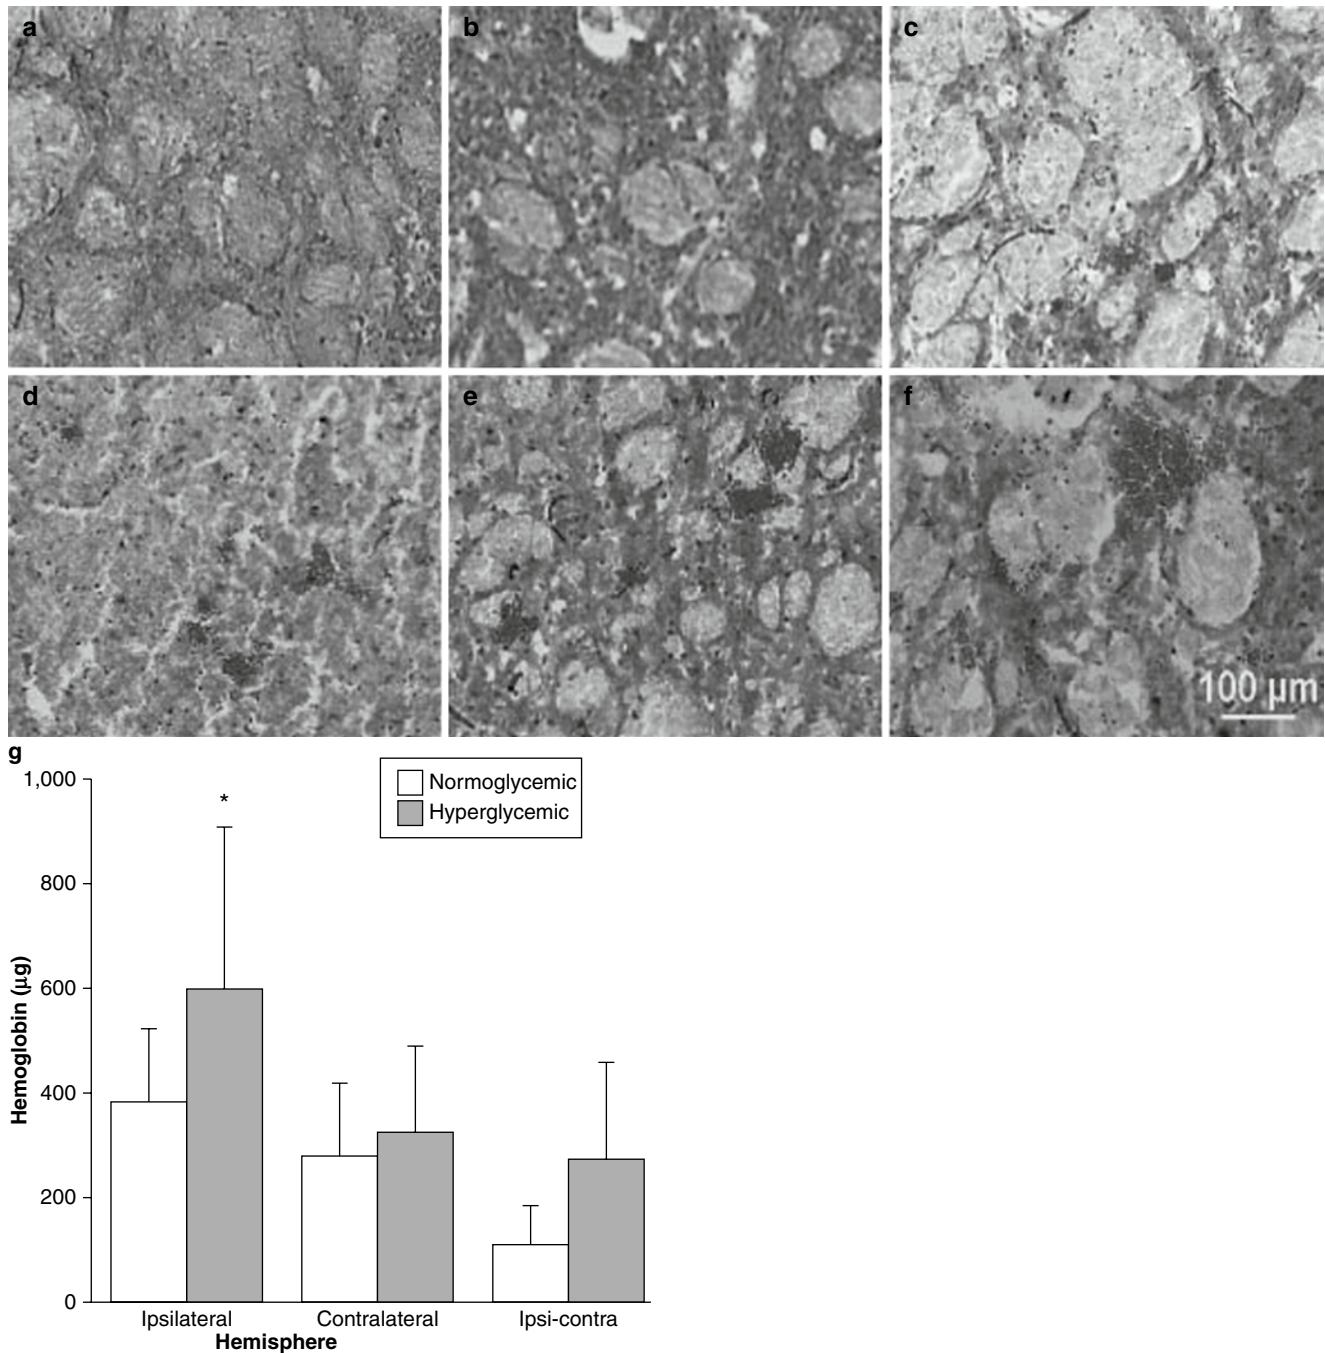 a
b
c
d
e
f
100 µm
g
1,000
800
600
400
200
0
Hemoglobin (µg)
*
Normoglycemic
Hyperglycemic
Ipsilateral
Contralateral
Ipsi-contra
Hemisphere